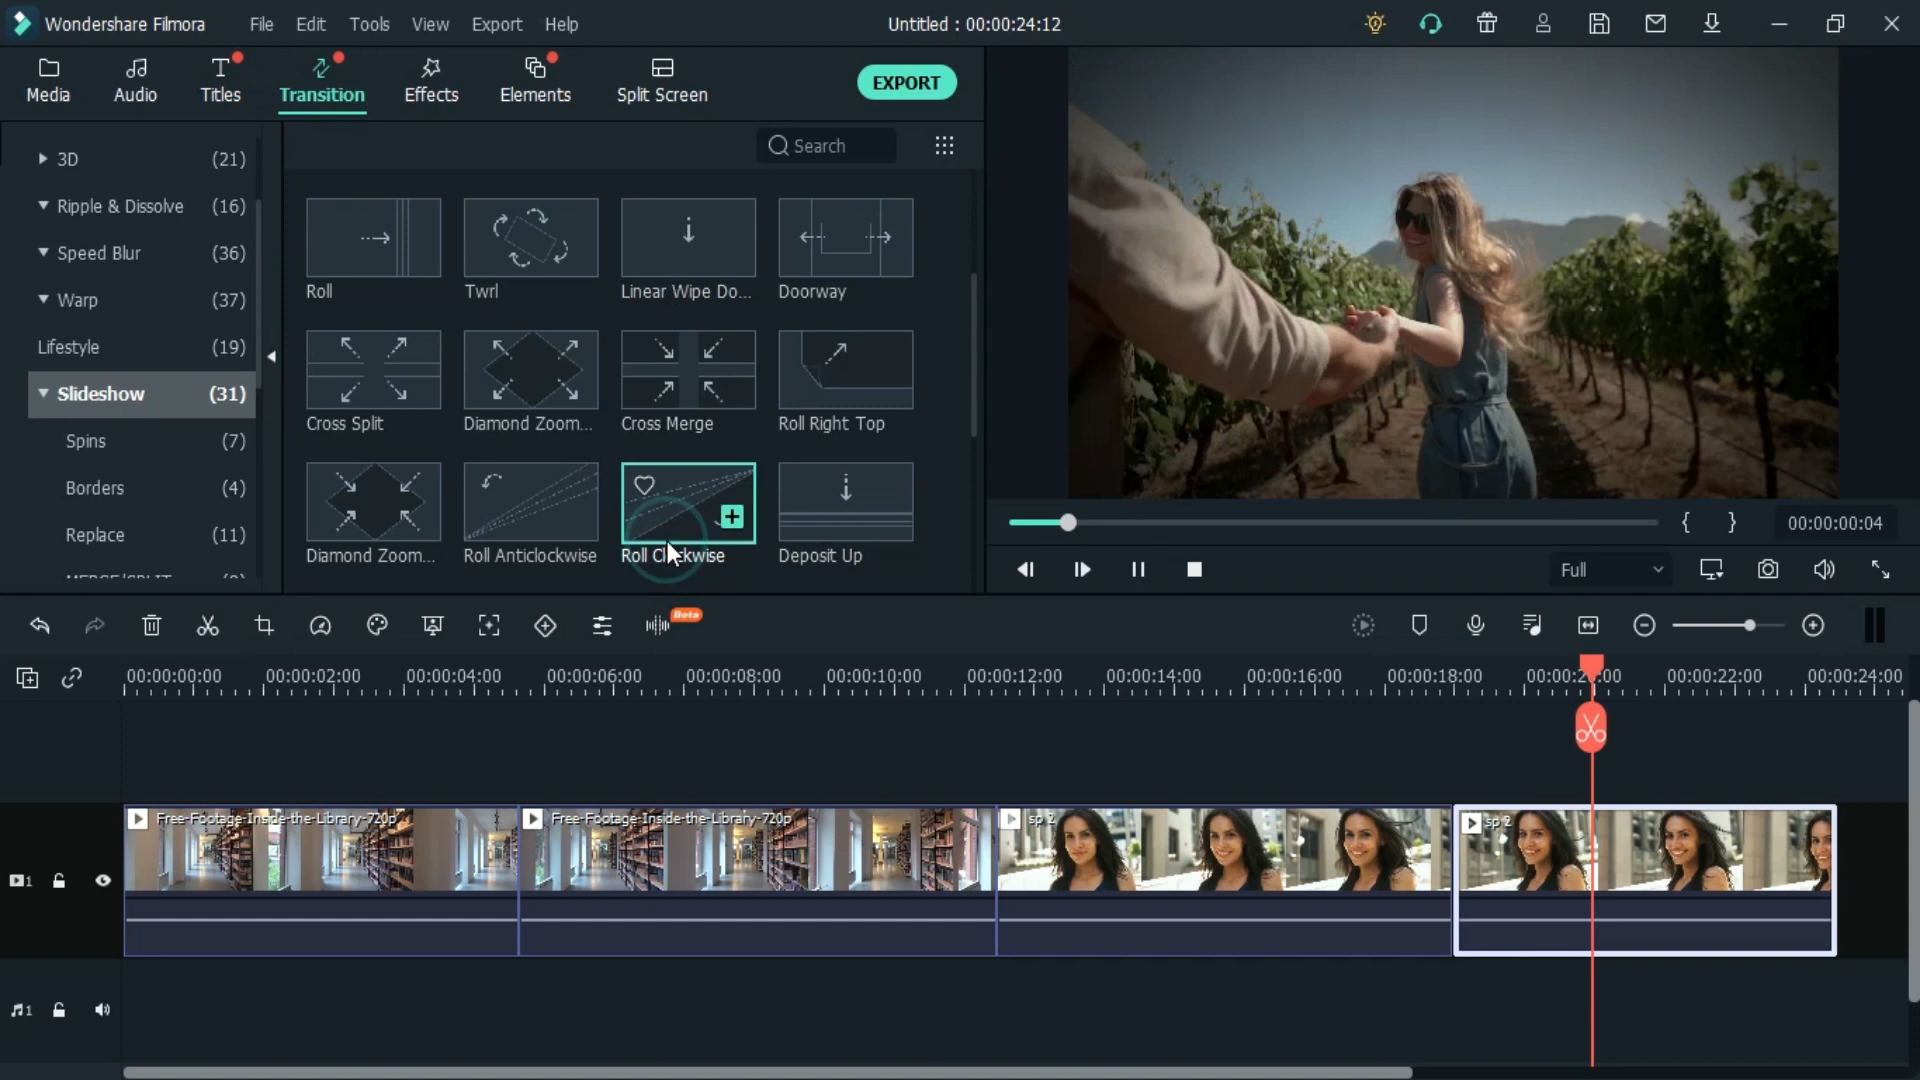 Wondershare Filmora
File
Edit
Tools
View
Export
Help
Untitled : 00:00:24:12
Media
Audio
Titles
Transition
Effects
Elements
Split Screen
EXPORT
3D (21)
Ripple & Dissolve (16)
Speed Blur (36)
Warp (37)
Lifestyle (19)
Slideshow (31)
Spins (7)
Borders (4)
Replace (11)
Search
Roll
Twrl
Linear Wipe Do...
Doorway
Cross Split
Diamond Zoom...
Cross Merge
Roll Right Top
Diamond Zoom...
Roll Anticlockwise
Roll Clockwise
Deposit Up
00:00:00:04
Full
Beta
00:00:00:00
00:00:02:00
00:00:04:00
00:00:06:00
00:00:08:00
00:00:10:00
00:00:12:00
00:00:14:00
00:00:16:00
00:00:18:00
00:00:20:00
00:00:22:00
00:00:24:00
Free-Footage-Inside-the-Library-720p
Free-Footage-Inside-the-Library-720p
sp 2
sp 2
1
1